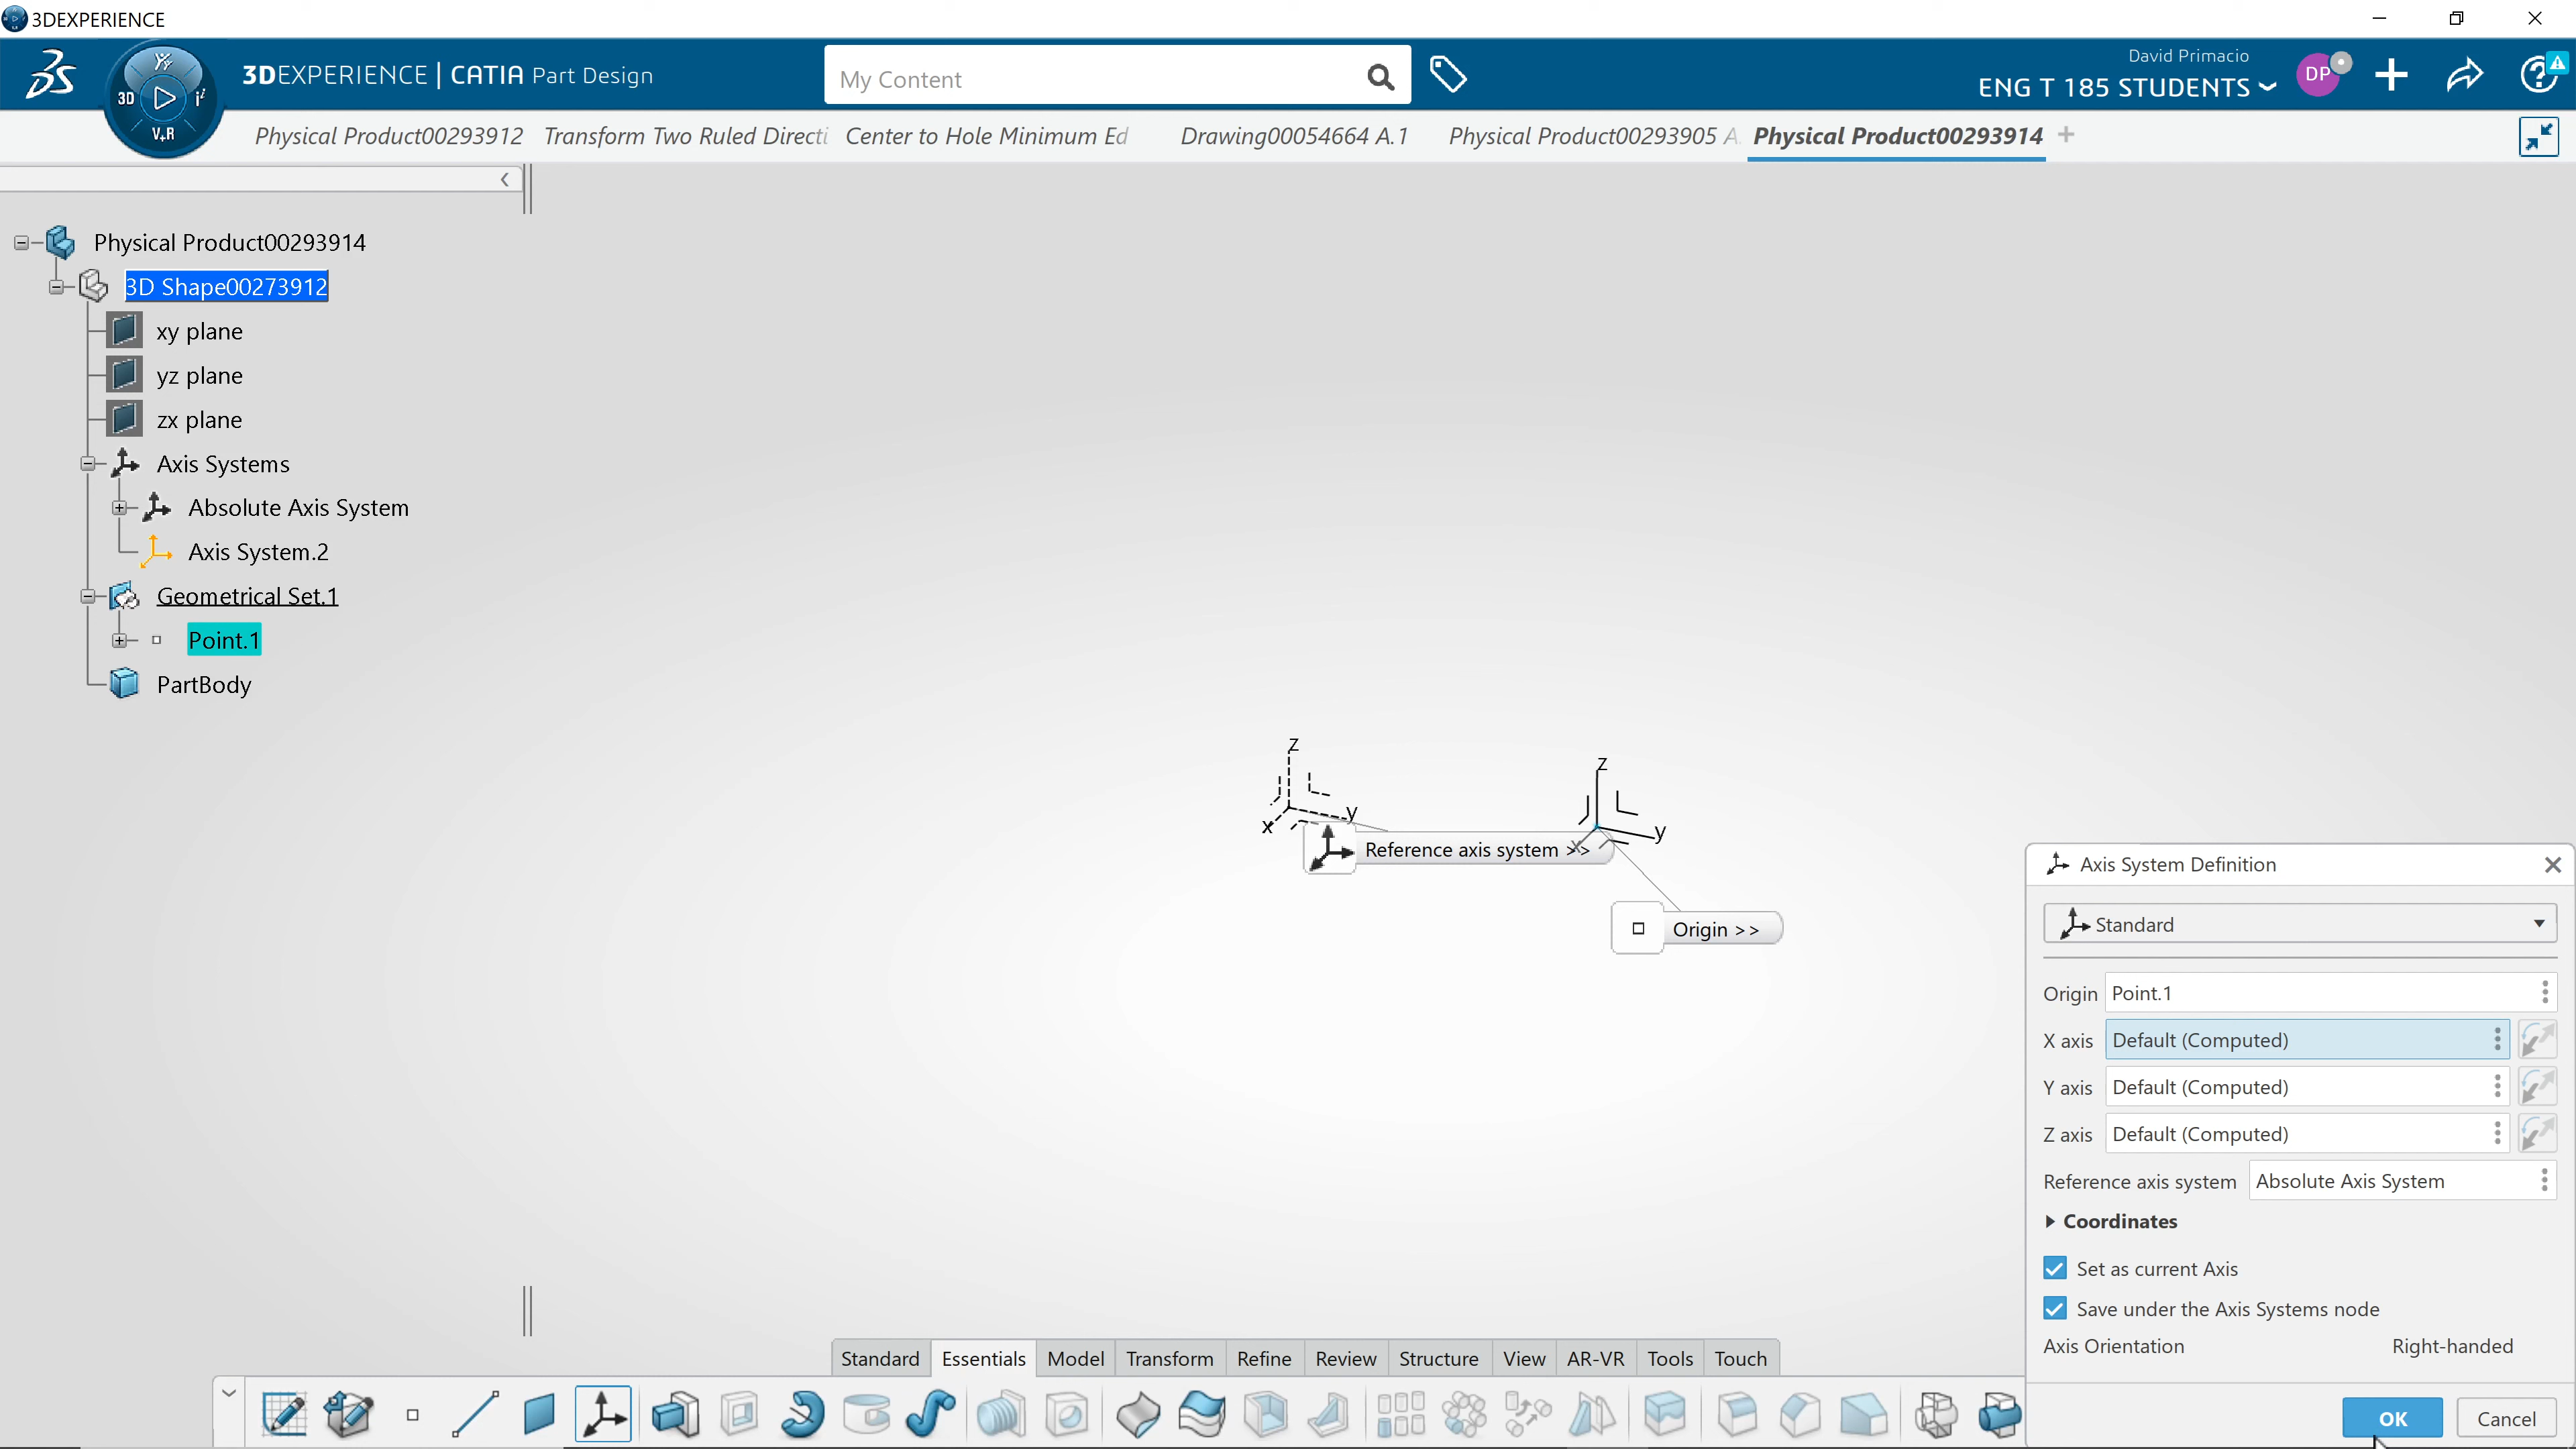 3DEXPERIENCE
3DEXPERIENCE | CATIA Part Design
3D
V+R
My Content
David Primacio
ENG T 185 STUDENTS
DP
Physical Product00293912
Transform Two Ruled Directi
Center to Hole Minimum Ed
Drawing00054664 A.1
Physical Product00293905 A.
Physical Product00293914
Physical Product00293914
3D Shape00273912
xy plane
yz plane
zx plane
Axis Systems
Absolute Axis System
Axis System.2
Geometrical Set.1
Point.1
PartBody
z
y
x
z
y
x
Reference axis system >>
Origin >>
Axis System Definition
Standard
Origin Point.1
X axis Default (Computed)
Y axis Default (Computed)
Z axis Default (Computed)
Reference axis system Absolute Axis System
Coordinates
Set as current Axis
Save under the Axis Systems node
Axis Orientation Right-handed
OK Cancel
Standard Essentials Model Transform Refine Review Structure View AR-VR Tools Touch